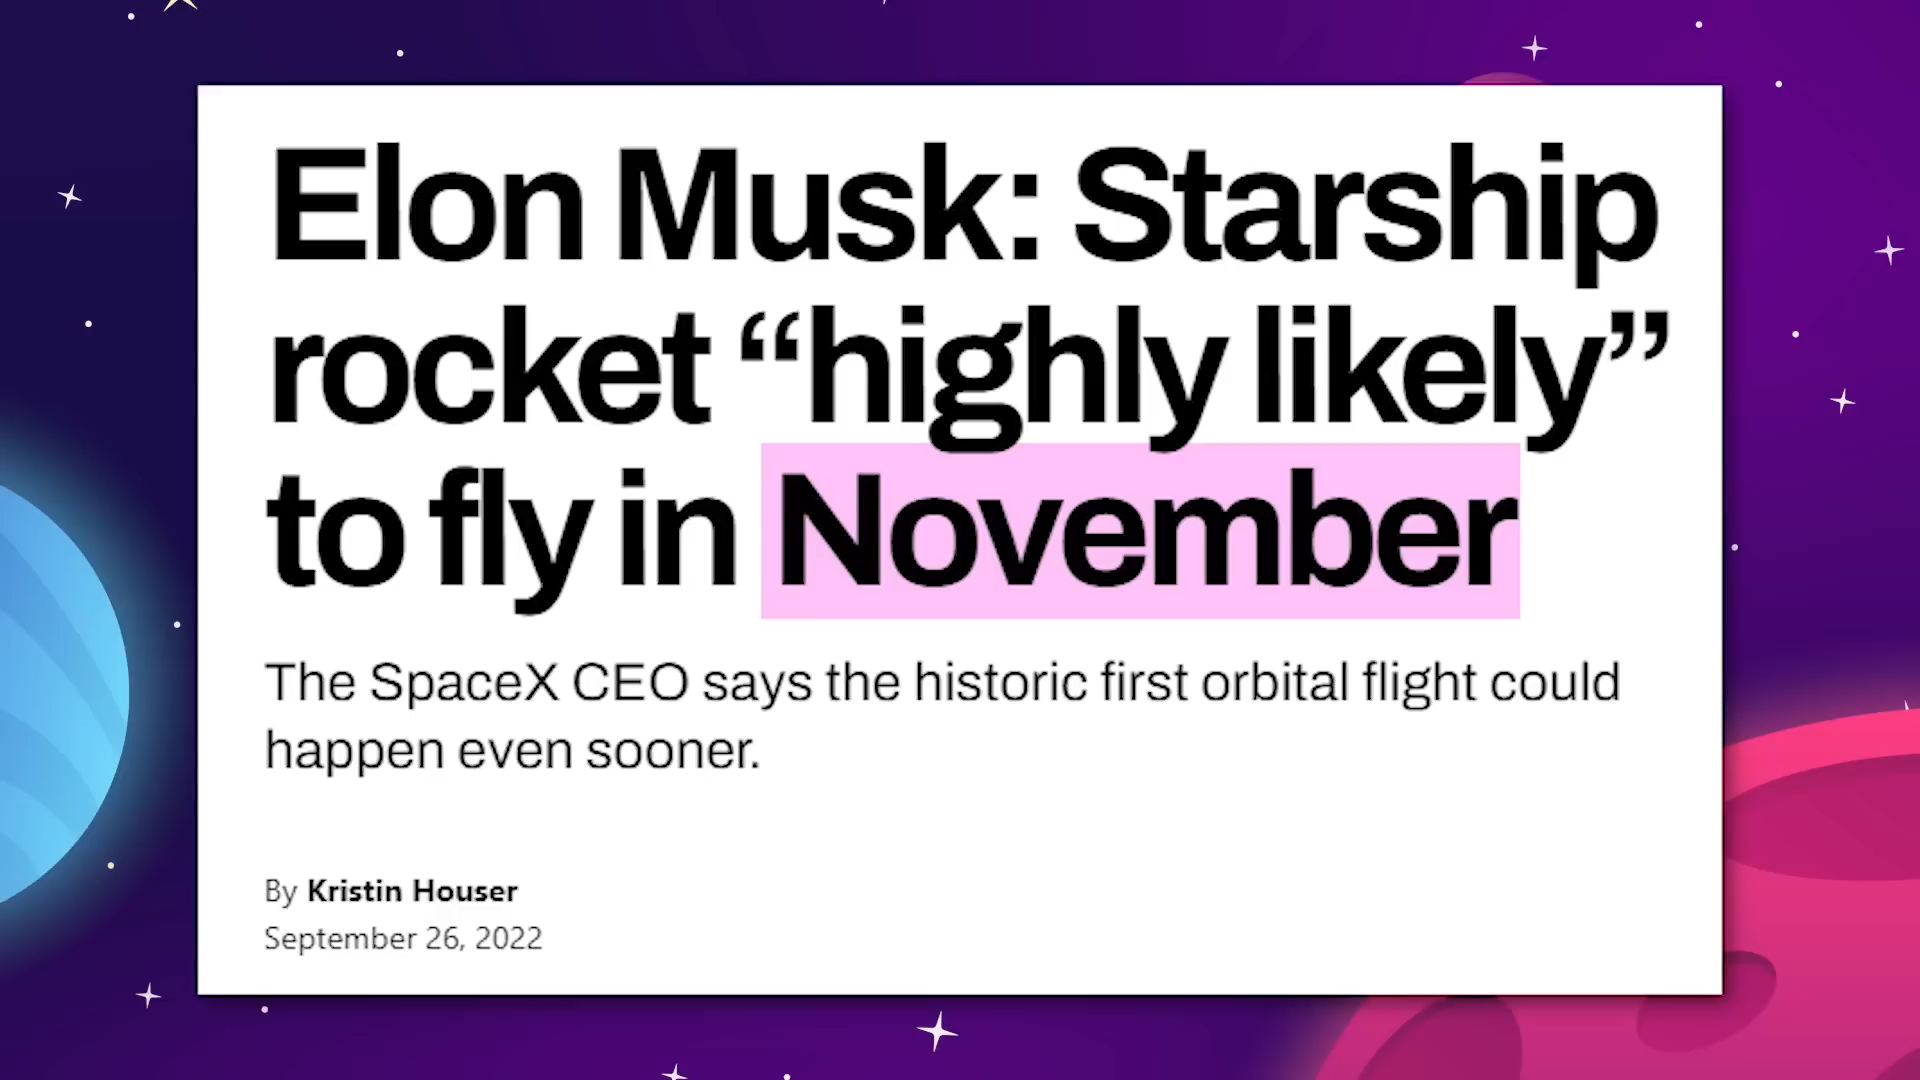 Elon Musk: Starship
rocket “highly likely”
to fly in November
The SpaceX CEO says the historic first orbital flight could
happen even sooner.
By Kristin Houser
September 26, 2022